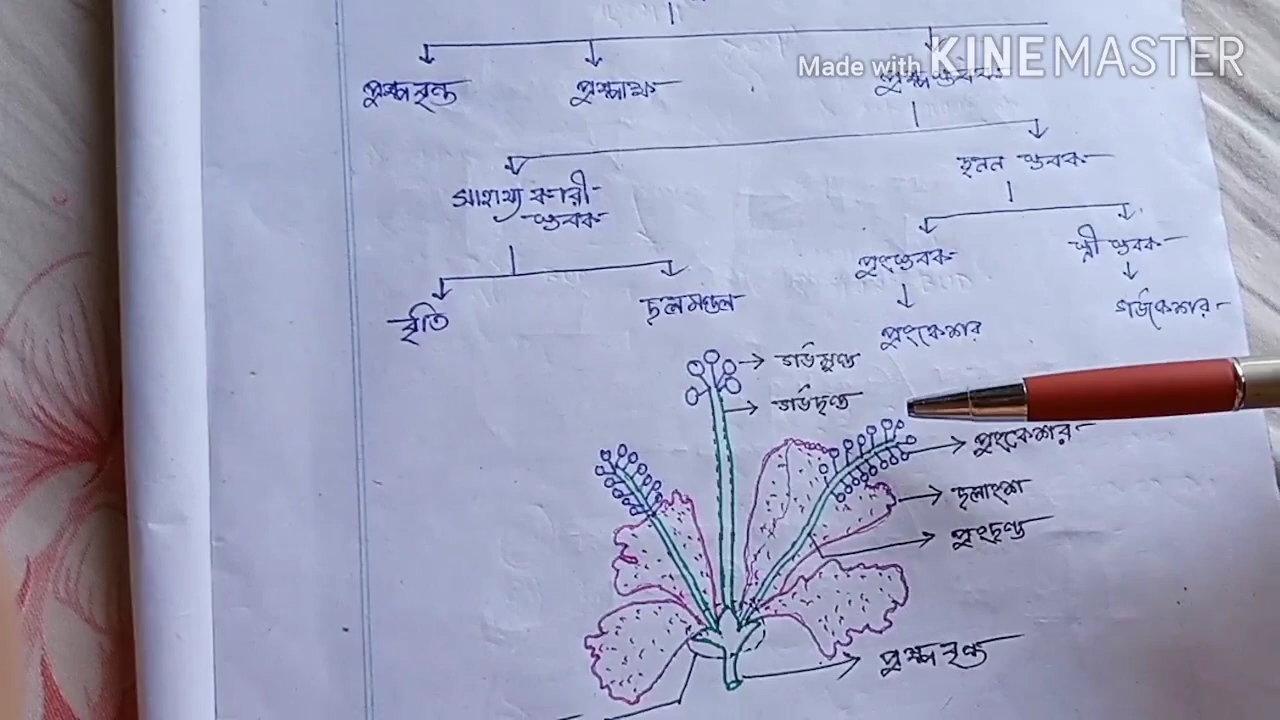 Made with KINEMASTER
পুষ্পবৃন্ত
পুষ্পাক্ষ
পুষ্প স্তবক
সাহায্যকারী
স্তবক
জনন স্তবক
পুংস্তবক
স্ত্রী স্তবক
বৃতি
দলমণ্ডল
পুংকেশর
গর্ভকেশর
গর্ভমুণ্ড
গর্ভদণ্ড
পুংকেশর
দলাংশ
পুংদণ্ড
পুষ্পবৃন্ত